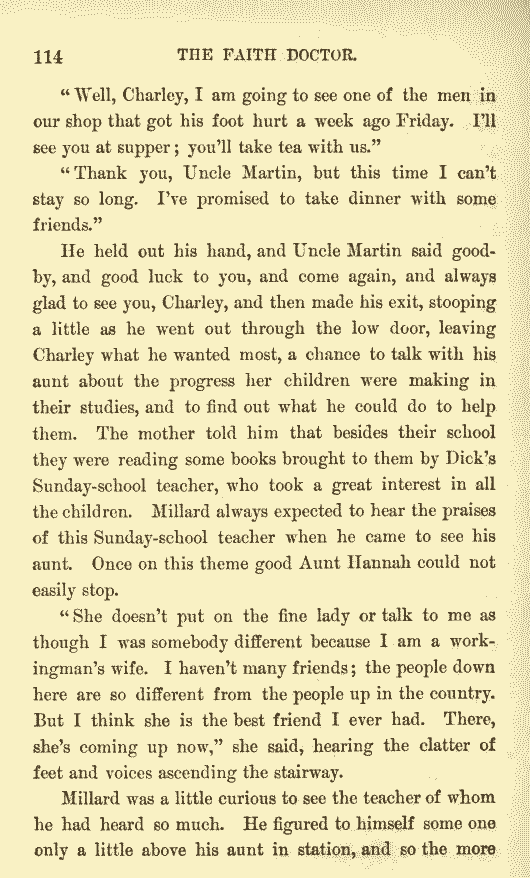 114 THE FAITH DOCTOR.
“Well, Charley, I am going to see one of the men in
our shop that got his foot hurt a week ago Friday. I’ll
see you at supper; you’ll take tea with us.”
“Thank you, Uncle Martin, but this time I can’t
stay so long. I’ve promised to take dinner with some
friends.”
He held out his hand, and Uncle Martin said good-
by, and good luck to you, and come again, and always
glad to see you, Charley, and then made his exit, stooping
a little as he went out through the low door, leaving
Charley what he wanted most, a chance to talk with his
aunt about the progress her children were making in
their studies, and to find out what he could do to help
them. The mother told him that besides their school
they were reading some books brought to them by Dick’s
Sunday-school teacher, who took a great interest in all
the children. Millard always expected to hear the praises
of this Sunday-school teacher when he came to see his
aunt. Once on this theme good Aunt Hannah could not
easily stop.
“She doesn’t put on the fine lady or talk to me as
though I was somebody different because I am a work-
ingman’s wife. I haven’t many friends; the people down
here are so different from the people up in the country.
But I think she is the best friend I ever had. There,
she’s coming up now,” she said, hearing the clatter of
feet and voices ascending the stairway.
Millard was a little curious to see the teacher of whom
he had heard so much. He figured to himself some one
only a little above his aunt in station, and so the more